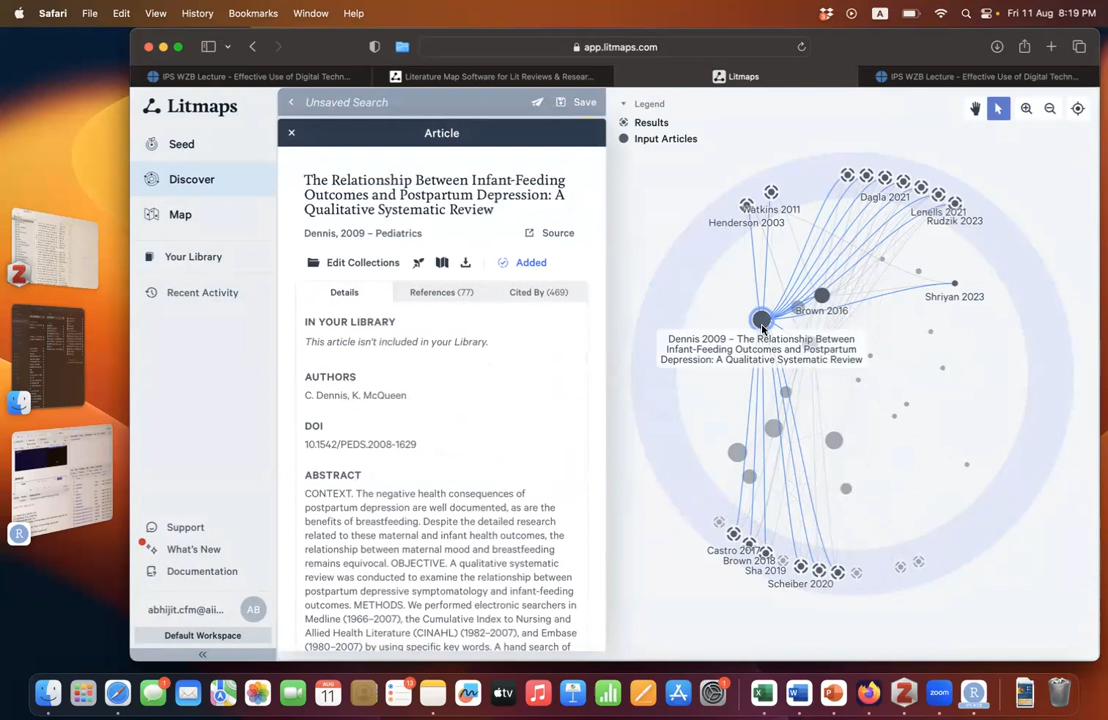 Safari File Edit View History Bookmarks Window Help
A
Fri 11 Aug 8:19 PM
app.litmaps.com
IPS WZB Lecture - Effective Use of Digital Techn...
Literature Map Software for Lit Reviews & Resear...
Litmaps
IPS WZB Lecture - Effective Use of Digital Techn...
Litmaps
Seed
Discover
Map
Your Library
Recent Activity
Support
What's New
Documentation
abhijit.cfm@aii...
AB
Default Workspace
Unsaved Search
Save
Article
The Relationship Between Infant-Feeding
Outcomes and Postpartum Depression: A
Qualitative Systematic Review
Dennis, 2009 – Pediatrics
Source
Edit Collections
Added
Details
References (77)
Cited By (469)
IN YOUR LIBRARY
This article isn't included in your Library.
AUTHORS
C. Dennis, K. McQueen
DOI
10.1542/PEDS.2008-1629
ABSTRACT
CONTEXT. The negative health consequences of
postpartum depression are well documented, as are the
benefits of breastfeeding. Despite the detailed research
related to these maternal and infant health outcomes, the
relationship between maternal mood and breastfeeding
remains equivocal. OBJECTIVE. A qualitative systematic
review was conducted to examine the relationship between
postpartum depressive symptomatology and infant-feeding
outcomes. METHODS. We performed electronic searchers in
Medline (1966–2007), the Cumulative Index to Nursing and
Allied Health Literature (CINAHL) (1982–2007), and Embase
(1980–2007) by using specific key words. A hand search of
Legend
Results
Input Articles
Watkins 2011
Henderson 2003
Dagla 2021
Lenells 2021
Rudzik 2023
Shriyan 2023
Brown 2016
Dennis 2009 – The Relationship Between
Infant-Feeding Outcomes and Postpartum
Depression: A Qualitative Systematic Review
Castro 2017
Brown 2018
Sha 2019
Scheiber 2020
Z
R
1
AUG
11
13
tv
1
X
W
P
Z
zoom
R